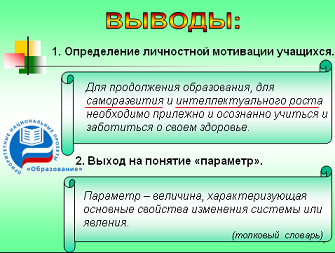 ВЫВОДЫ:
1. Определение личностной мотивации учащихся.
Для продолжения образования, для
саморазвития и интеллектуального роста
необходимо прилежно и осознанно учиться и
заботиться о своем здоровье.
ПРИОРИТЕТНЫЕ НАЦИОНАЛЬНЫЕ ПРОЕКТЫ
«Образование»
2. Выход на понятие «параметр».
Параметр – величина, характеризующая
основные свойства изменения системы или
явления.
(толковый словарь)